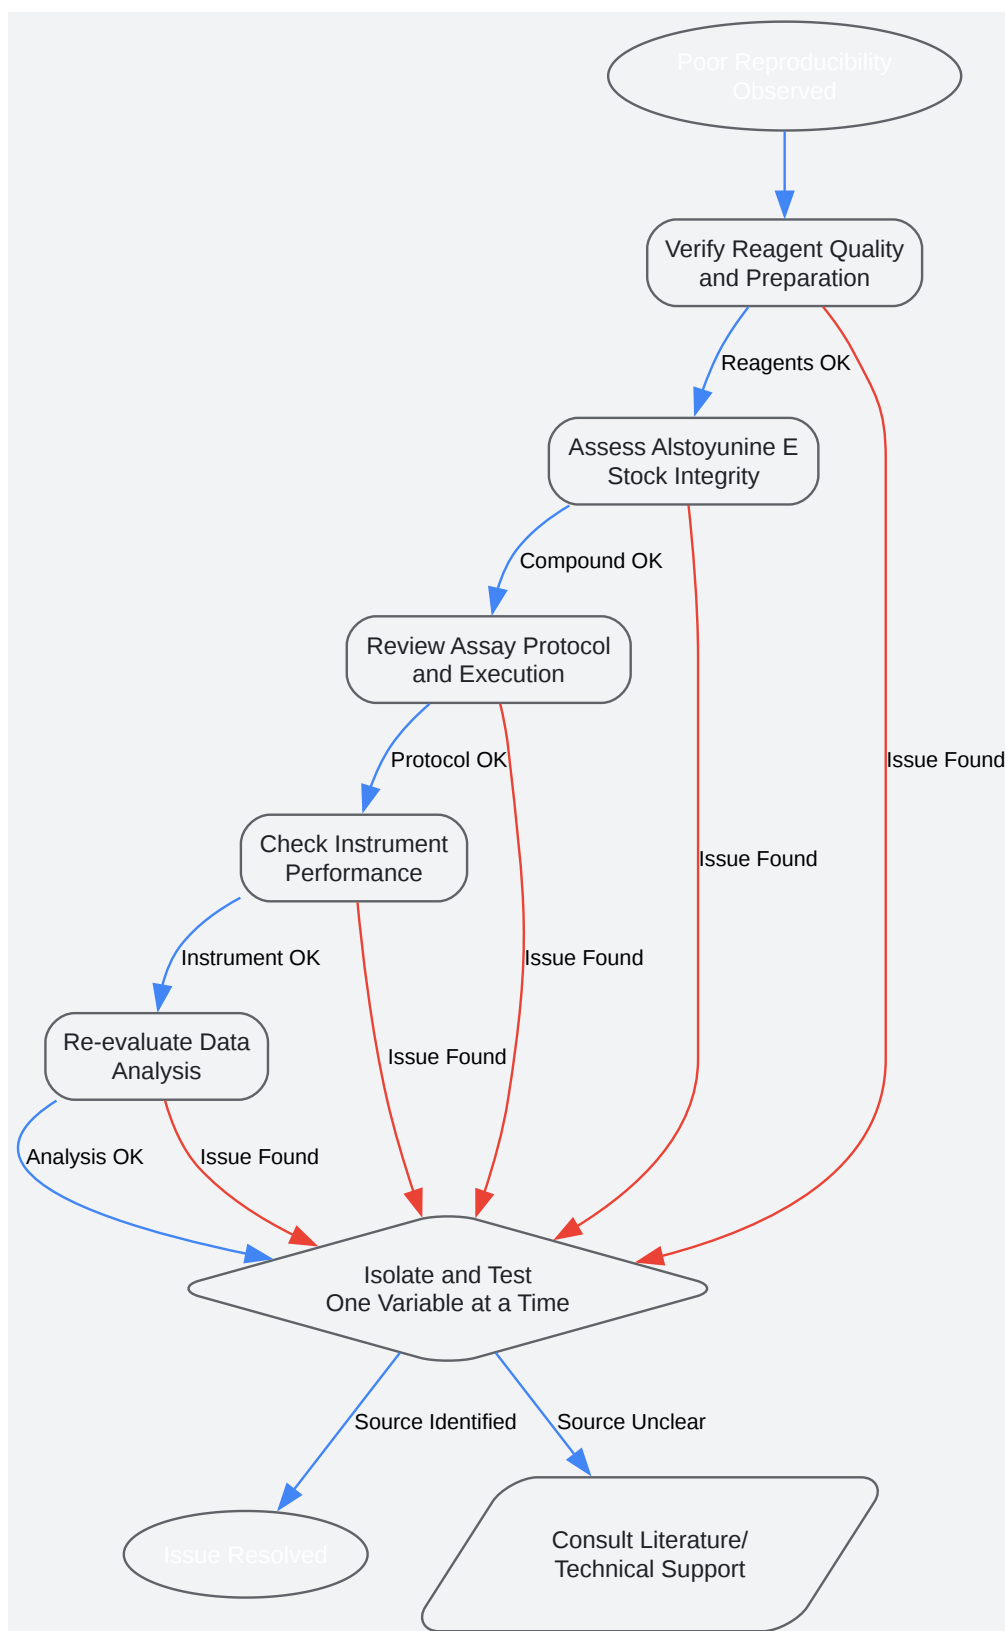 Poor Reproducibility
Observed
Verify Reagent Quality
and Preparation
Reagents OK
Assess Alstoyunine E
Stock Integrity
Compound OK
Review Assay Protocol
and Execution
Protocol OK
Issue Found
Check Instrument
Performance
Issue Found
Instrument OK
Issue Found
Re-evaluate Data
Analysis
Issue Found
Analysis OK
Issue Found
Isolate and Test
One Variable at a Time
Source Identified
Source Unclear
Issue Resolved
Consult Literature/
Technical Support